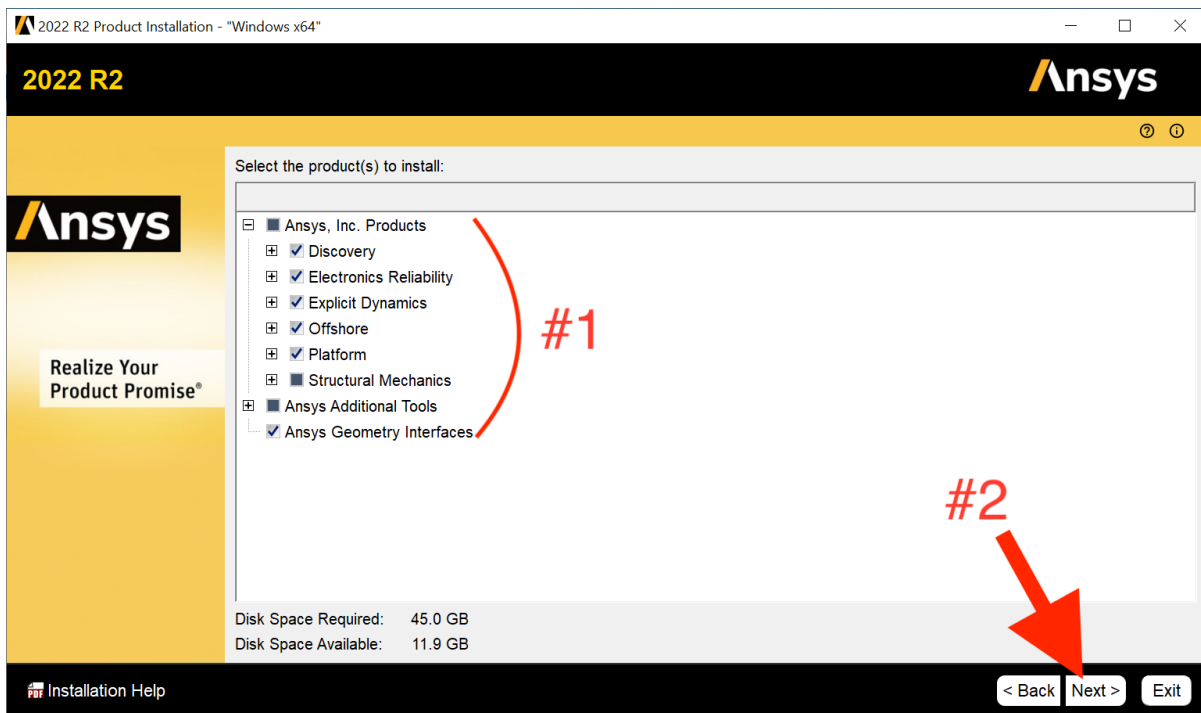 2022 R2 Product Installation - "Windows x64"
2022 R2
Ansys
Select the product(s) to install:
Ansys
Ansys, Inc. Products
Discovery
Electronics Reliability
Explicit Dynamics
Offshore
Platform
Structural Mechanics
Ansys Additional Tools
Ansys Geometry Interfaces
#1
Realize Your
Product Promise®
#2
Disk Space Required: 45.0 GB
Disk Space Available: 11.9 GB
PDF Installation Help
< Back Next > Exit